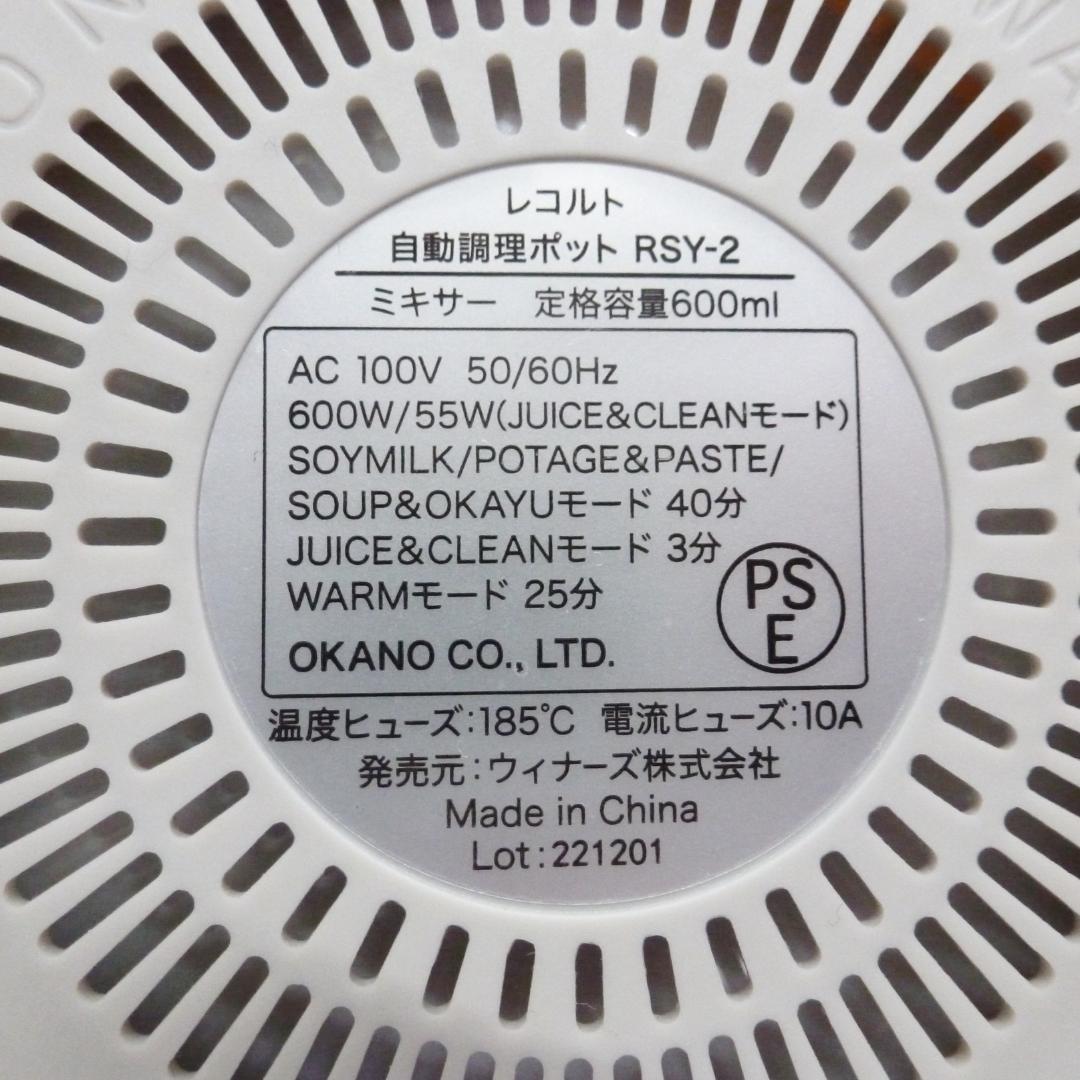 レコルト
自動調理ポット RSY-2
ミキサー 定格容量600ml
AC 100V 50/60Hz
600W/55W(JUICE&CLEANモード)
SOYMILK/POTAGE&PASTE/
SOUP&OKAYUモード 40分
JUICE&CLEANモード 3分
WARMモード 25分
PS
E
OKANO CO., LTD.
温度ヒューズ:185℃ 電流ヒューズ:10A
発売元:ウィナーズ株式会社
Made in China
Lot:221201